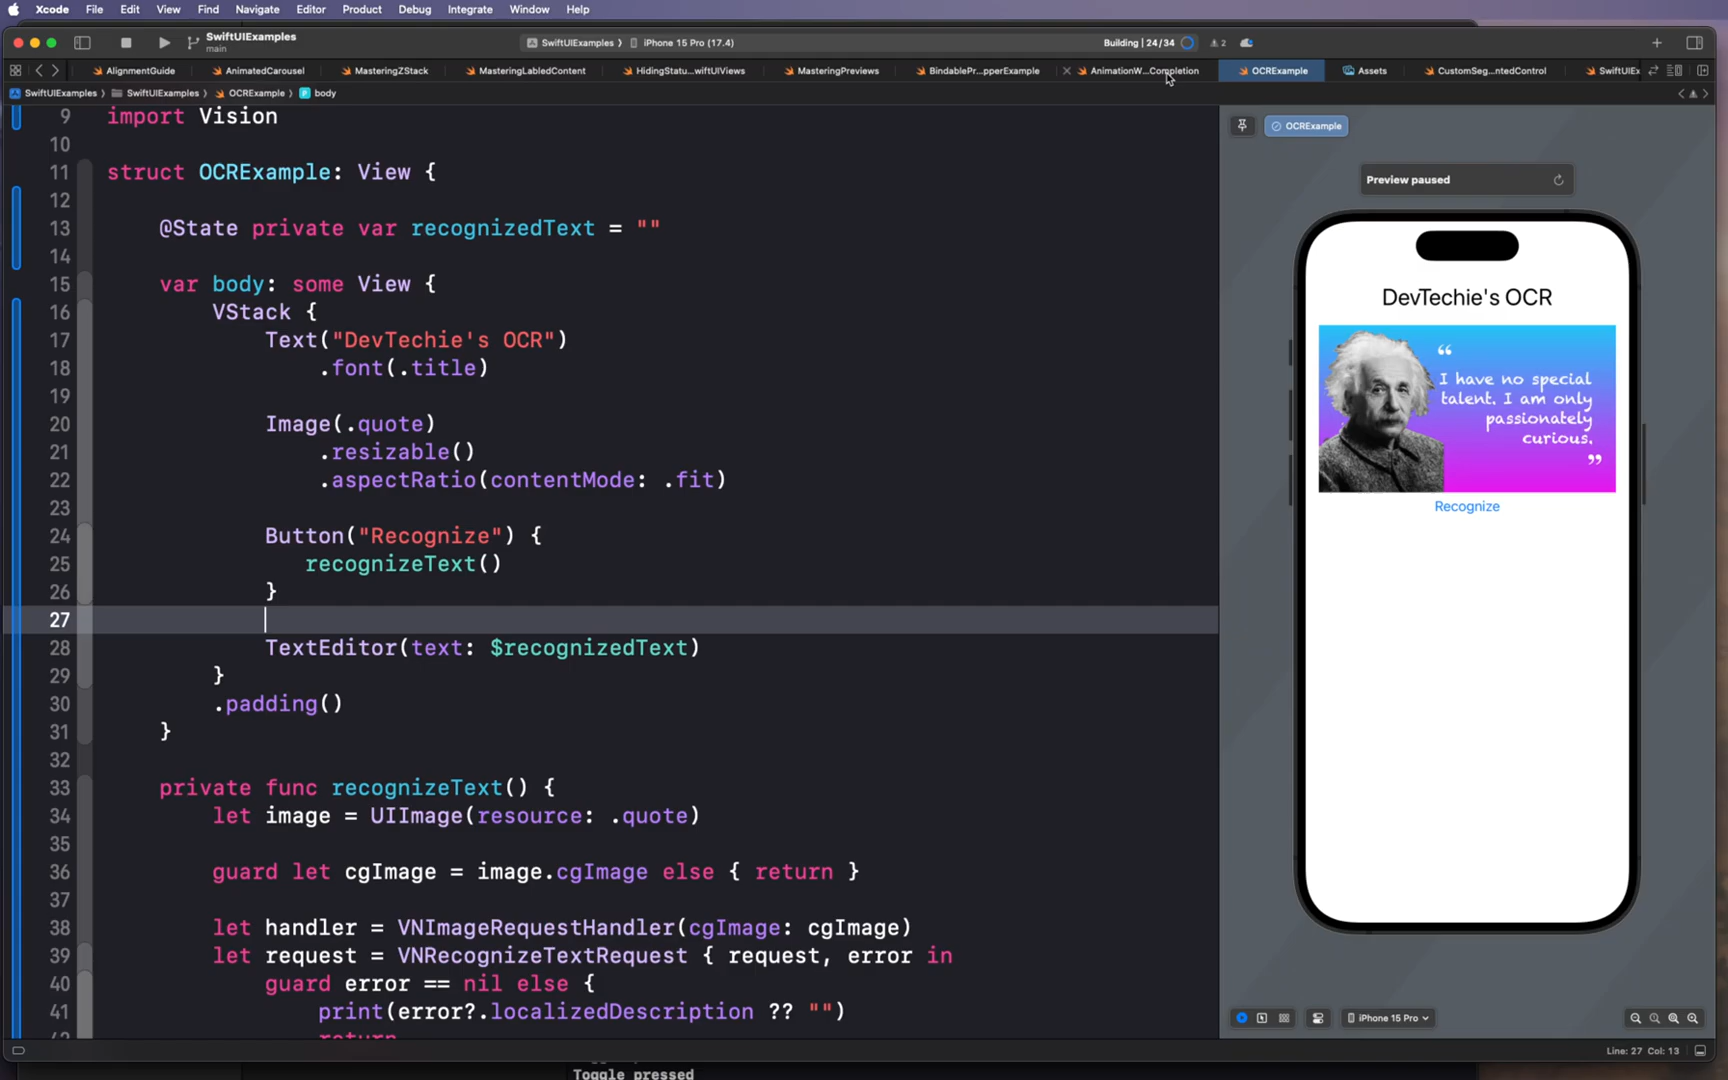 Xcode File Edit View Find Navigate Editor Product Debug Integrate Window Help
SwiftUIExamples
main
SwiftUIExamples iPhone 15 Pro (17.4) Building | 24/34 2
AlignmentGuide AnimatedCarousel MasteringZStack MasteringLabledContent HidingStatu...wiftUIViews MasteringPreviews BindablePr...pperExample AnimationW...Completion OCRExample Assets CustomSeg...ntedControl SwiftUIEx
SwiftUIExamples SwiftUIExamples OCRExample body
9 import Vision
10
11 struct OCRExample: View {
12
13 @State private var recognizedText = ""
14
15 var body: some View {
16 VStack {
17 Text("DevTechie's OCR")
18 .font(.title)
19
20 Image(.quote)
21 .resizable()
22 .aspectRatio(contentMode: .fit)
23
24 Button("Recognize") {
25 recognizeText()
26 }
27
28 TextEditor(text: $recognizedText)
29 }
30 .padding()
31 }
32
33 private func recognizeText() {
34 let image = UIImage(resource: .quote)
35
36 guard let cgImage = image.cgImage else { return }
37
38 let handler = VNImageRequestHandler(cgImage: cgImage)
39 let request = VNRecognizeTextRequest { request, error in
40 guard error == nil else {
41 print(error?.localizedDescription ?? "")
return
OCRExample
Preview paused
DevTechie's OCR
“
I have no special
talent. I am only
passionately
curious.
”
Recognize
iPhone 15 Pro
Line: 27 Col: 13
Toggle pressed